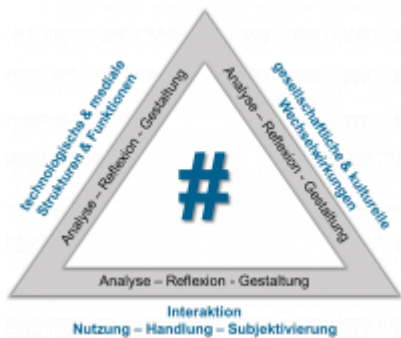 technologische & mediale
Strukturen & Funktionen
Analyse – Reflexion - Gestaltung
gesellschaftliche & kulturelle
Wechselwirkungen
Analyse – Reflexion - Gestaltung
#
Analyse – Reflexion - Gestaltung
Interaktion
Nutzung – Handlung – Subjektivierung